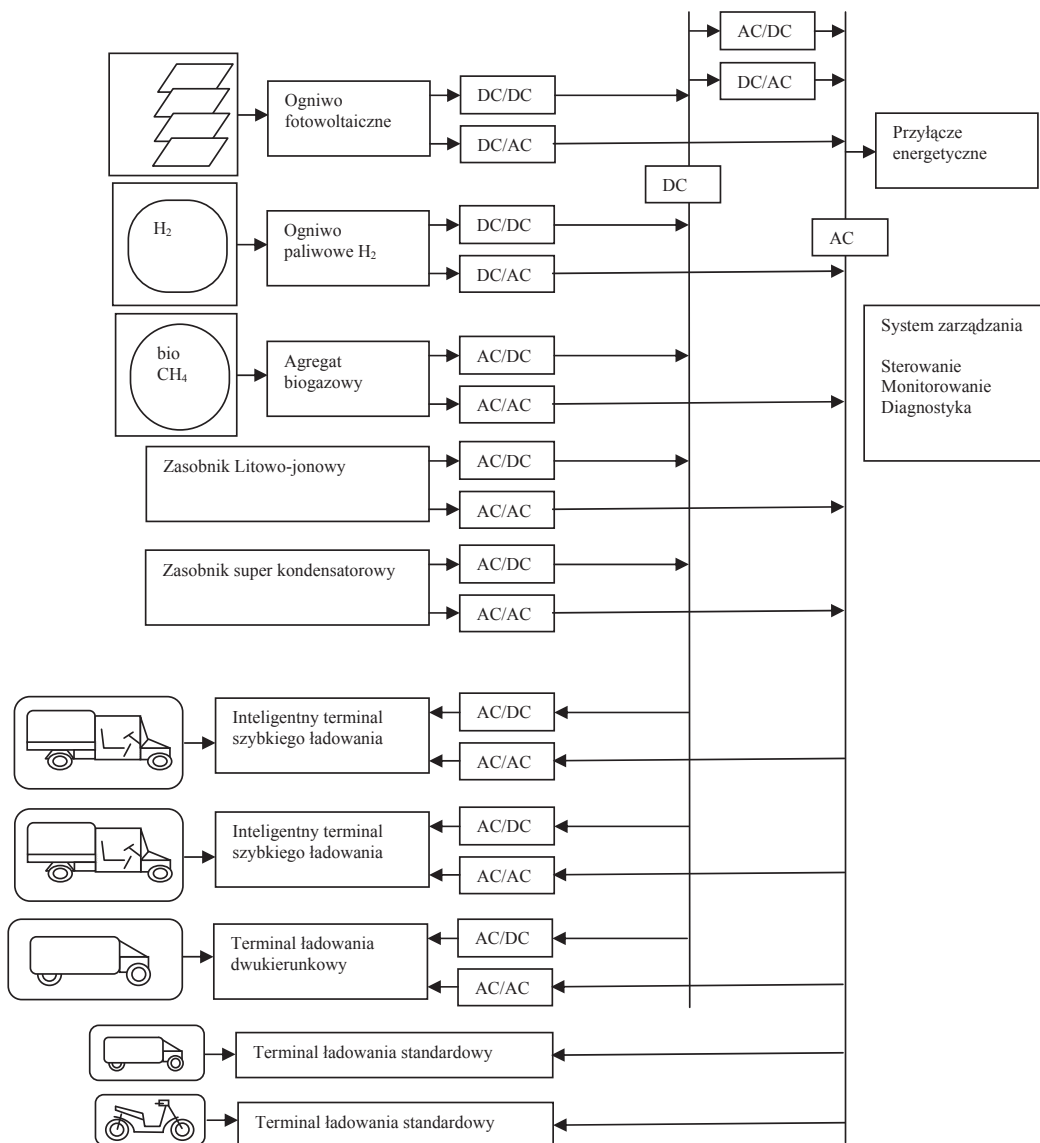 AC/DC
DC/AC
Ogniwo
fotowoltaiczne
DC/DC
DC/AC
Przyłącze
energetyczne
DC
H₂
Ogniwo
paliwowe H₂
DC/DC
DC/AC
AC
bio
CH₄
Agregat
biogazowy
AC/DC
AC/AC
System zarządzania
Sterowanie
Monitorowanie
Diagnostyka
Zasobnik Litowo-jonowy
AC/DC
AC/AC
Zasobnik super kondensatorowy
AC/DC
AC/AC
Inteligentny terminal
szybkiego ładowania
AC/DC
AC/AC
Inteligentny terminal
szybkiego ładowania
AC/DC
AC/AC
Terminal ładowania
dwukierunkowy
AC/DC
AC/AC
Terminal ładowania standardowy
Terminal ładowania standardowy